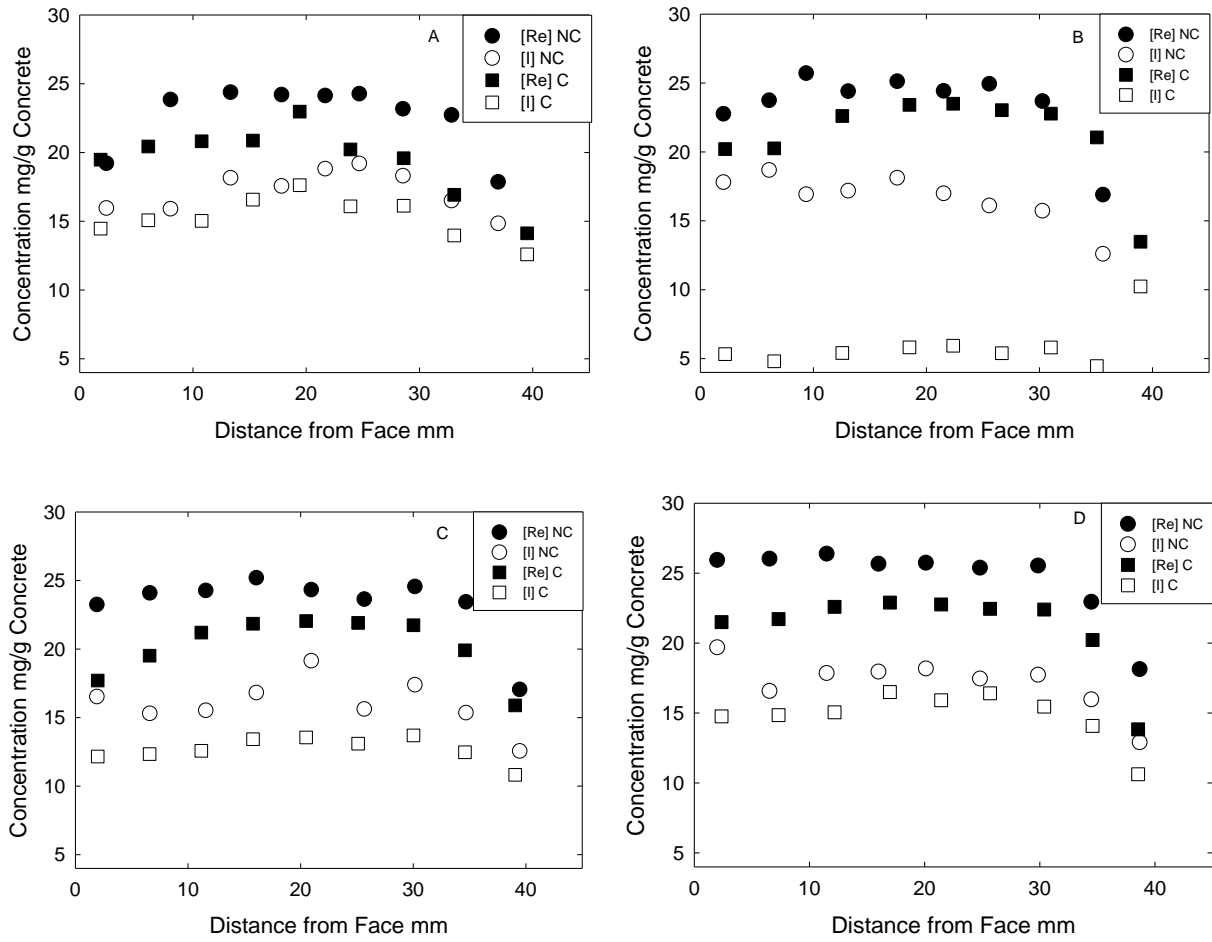 A
[Re] NC
[I] NC
[Re] C
[I] C
Concentration mg/g Concrete
30
25
20
15
10
5
0
10
20
30
40
Distance from Face mm
B
[Re] NC
[I] NC
[Re] C
[I] C
Concentration mg/g Concrete
30
25
20
15
10
5
0
10
20
30
40
Distance from Face mm
C
[Re] NC
[I] NC
[Re] C
[I] C
Concentration mg/g Concrete
30
25
20
15
10
5
0
10
20
30
40
Distance from Face mm
D
[Re] NC
[I] NC
[Re] C
[I] C
Concentration mg/g Concrete
30
25
20
15
10
5
0
10
20
30
40
Distance from Face mm